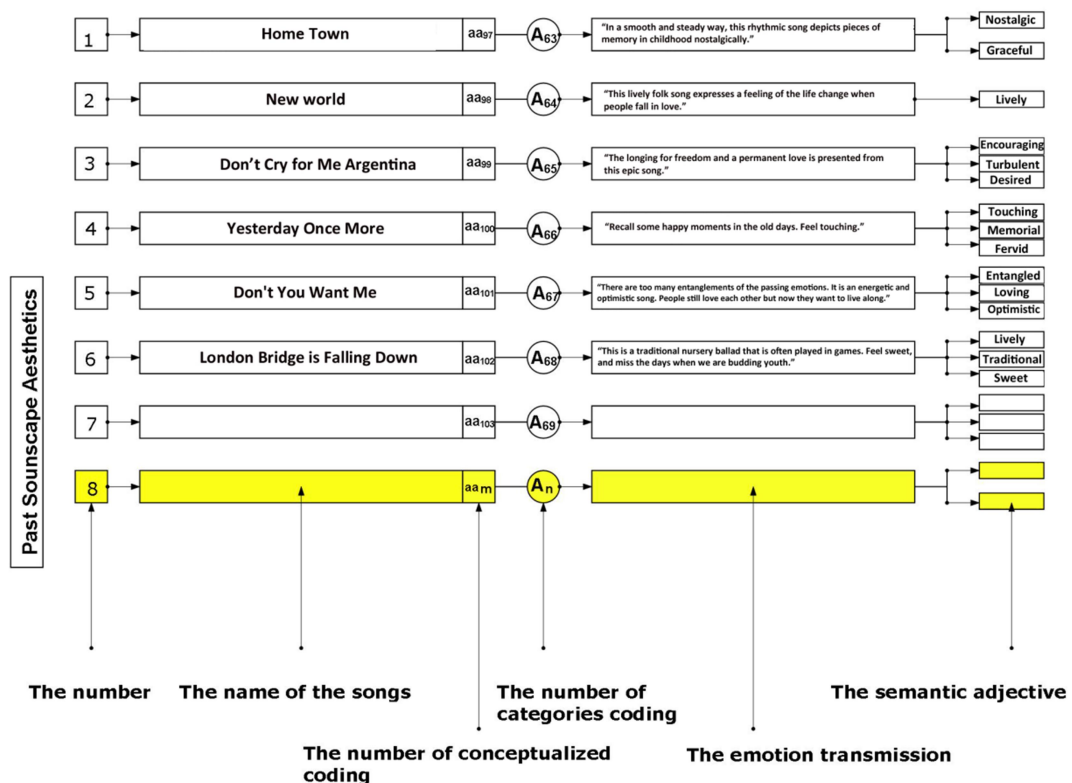 1 Home Town aa97 A63 “In a smooth and steady way, this rhythmic song depicts pieces of
memory in childhood nostalgically.”
Nostalgic
Graceful
2 New world aa98 A64 “This lively folk song expresses a feeling of the life change when
people fall in love.”
Lively
3 Don’t Cry for Me Argentina aa99 A65 “The longing for freedom and a permanent love is presented from
this epic song.”
Encouraging
Turbulent
Desired
4 Yesterday Once More aa100 A66 “Recall some happy moments in the old days. Feel touching.”
Touching
Memorial
Fervid
5 Don't You Want Me aa101 A67 “There are too many entanglements of the passing emotions. It is an energetic and
optimistic song. People still love each other but now they want to live along.”
Entangled
Loving
Optimistic
6 London Bridge is Falling Down aa102 A68 “This is a traditional nursery ballad that is often played in games. Feel sweet,
and miss the days when we are budding youth.”
Lively
Traditional
Sweet
7 aa103 A69
8 aam An
Past Sounscape Aesthetics
The number
The name of the songs
The number of
categories coding
The semantic adjective
The number of conceptualized
coding
The emotion transmission